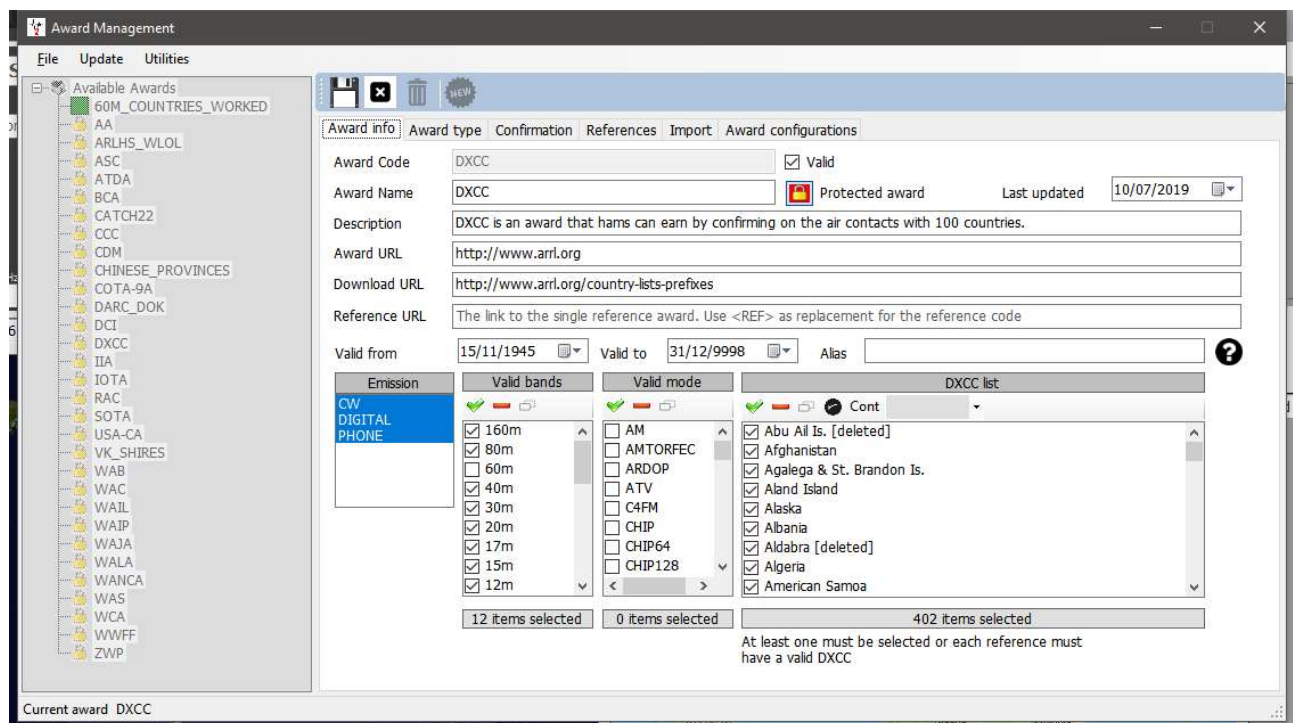 Award Management
File Update Utilities
Available Awards
60M_COUNTRIES_WORKED
AA
ARLHS_WLOL
ASC
ATDA
BCA
CATCH22
CCC
CDM
CHINESE_PROVINCES
COTA-9A
DARC_DOK
DCI
DXCC
IIA
IOTA
RAC
SOTA
USA-CA
VK_SHIRES
WAB
WAC
WAIL
WAIP
WAJA
WALA
WANCA
WAS
WCA
WWFF
ZWP
NEW
Award info Award type Confirmation References Import Award configurations
Award Code DXCC Valid
Award Name DXCC Protected award Last updated 10/07/2019
Description DXCC is an award that hams can earn by confirming on the air contacts with 100 countries.
Award URL http://www.arrl.org
Download URL http://www.arrl.org/country-lists-prefixes
Reference URL The link to the single reference award. Use <REF> as replacement for the reference code
Valid from 15/11/1945 Valid to 31/12/9998 Alias
Emission
CW
DIGITAL
PHONE
Valid bands
160m
80m
60m
40m
30m
20m
17m
15m
12m
12 items selected
Valid mode
AM
AMTORFEC
ARDOP
ATV
C4FM
CHIP
CHIP64
CHIP128
0 items selected
DXCC list
Cont
Abu Ail Is. [deleted]
Afghanistan
Agalega & St. Brandon Is.
Aland Island
Alaska
Albania
Aldabra [deleted]
Algeria
American Samoa
402 items selected
At least one must be selected or each reference must
have a valid DXCC
Current award DXCC